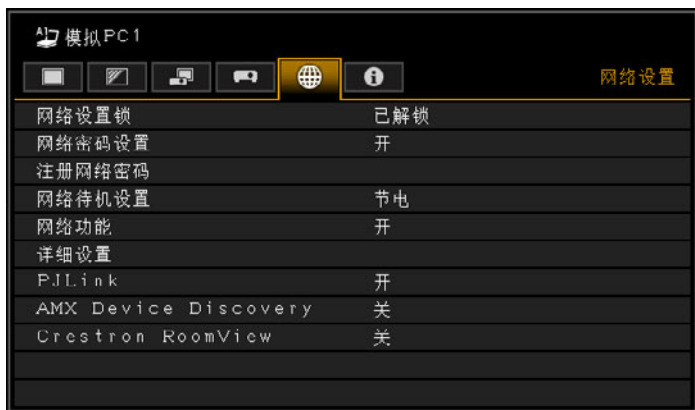 模拟PC1
网络设置
网络设置锁 已解锁
网络密码设置 开
注册网络密码
网络待机设置 节电
网络功能 开
详细设置
PJLink 开
AMX Device Discovery 关
Crestron RoomView 关